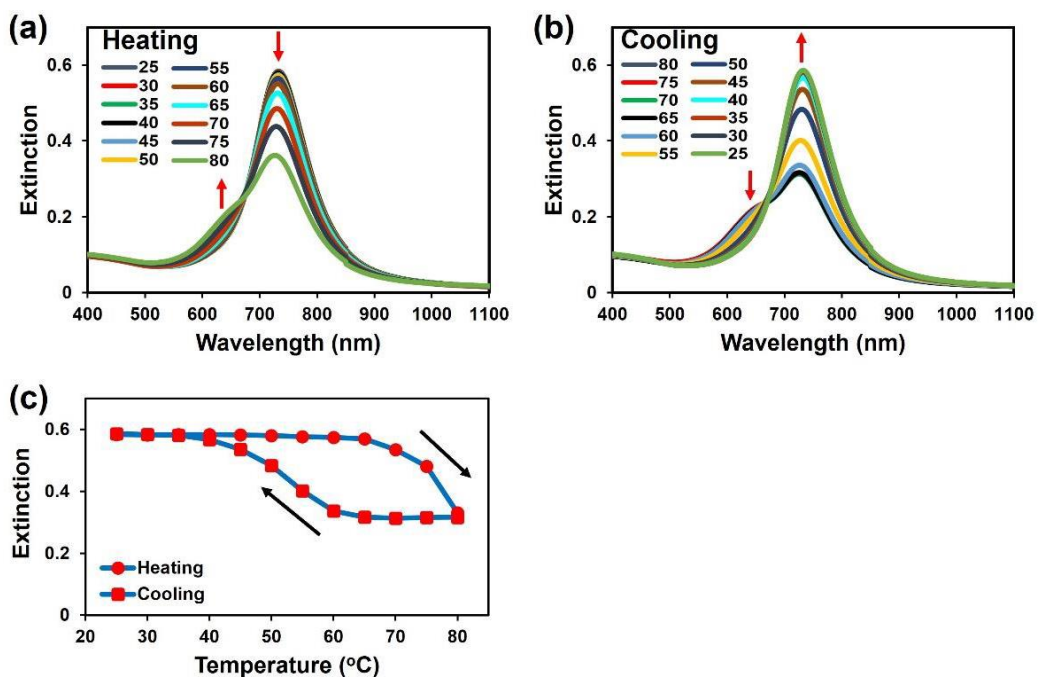 (a)
Heating
25 55
30 60
35 65
40 70
45 75
50 80
Extinction
0.6
0.4
0.2
0
400 500 600 700 800 900 1000 1100
Wavelength (nm)
(b)
Cooling
80 50
75 45
70 40
65 35
60 30
55 25
Extinction
0.6
0.4
0.2
0
400 500 600 700 800 900 1000 1100
Wavelength (nm)
(c)
Extinction
0.6
0.4
0.2
0
Heating
Cooling
20 30 40 50 60 70 80
Temperature (ºC)